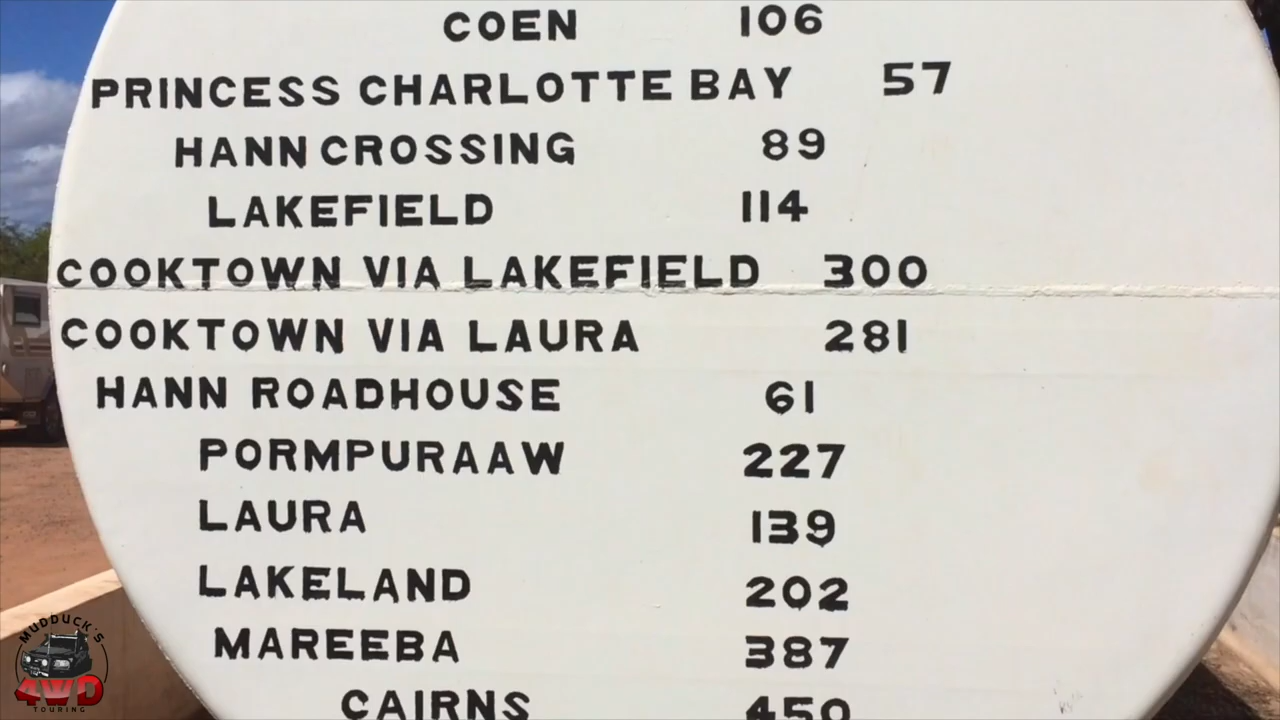 COEN 106
PRINCESS CHARLOTTE BAY 57
HANN CROSSING 89
LAKEFIELD 114
COOKTOWN VIA LAKEFIELD 300
COOKTOWN VIA LAURA 281
HANN ROADHOUSE 61
PORMPURAAW 227
LAURA 139
LAKELAND 202
MAREEBA 387
CAIRNS 450
MUDDUCK'S
4WD
TOURING